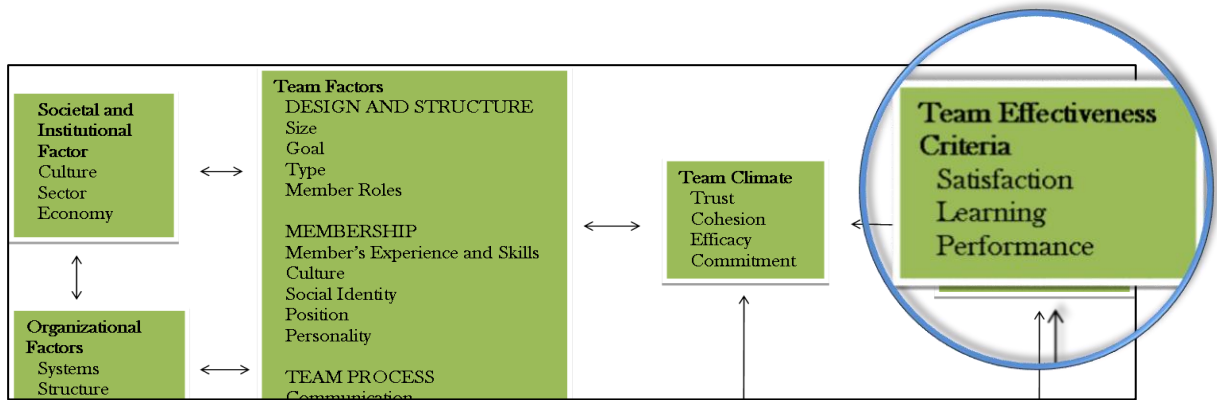 Societal and
Institutional
Factor
Culture
Sector
Economy
Organizational
Factors
Systems
Structure
Team Factors
DESIGN AND STRUCTURE
Size
Goal
Type
Member Roles
MEMBERSHIP
Member's Experience and Skills
Culture
Social Identity
Position
Personality
TEAM PROCESS
Communication
Team Climate
Trust
Cohesion
Efficacy
Commitment
Team Effectiveness
Criteria
Satisfaction
Learning
Performance